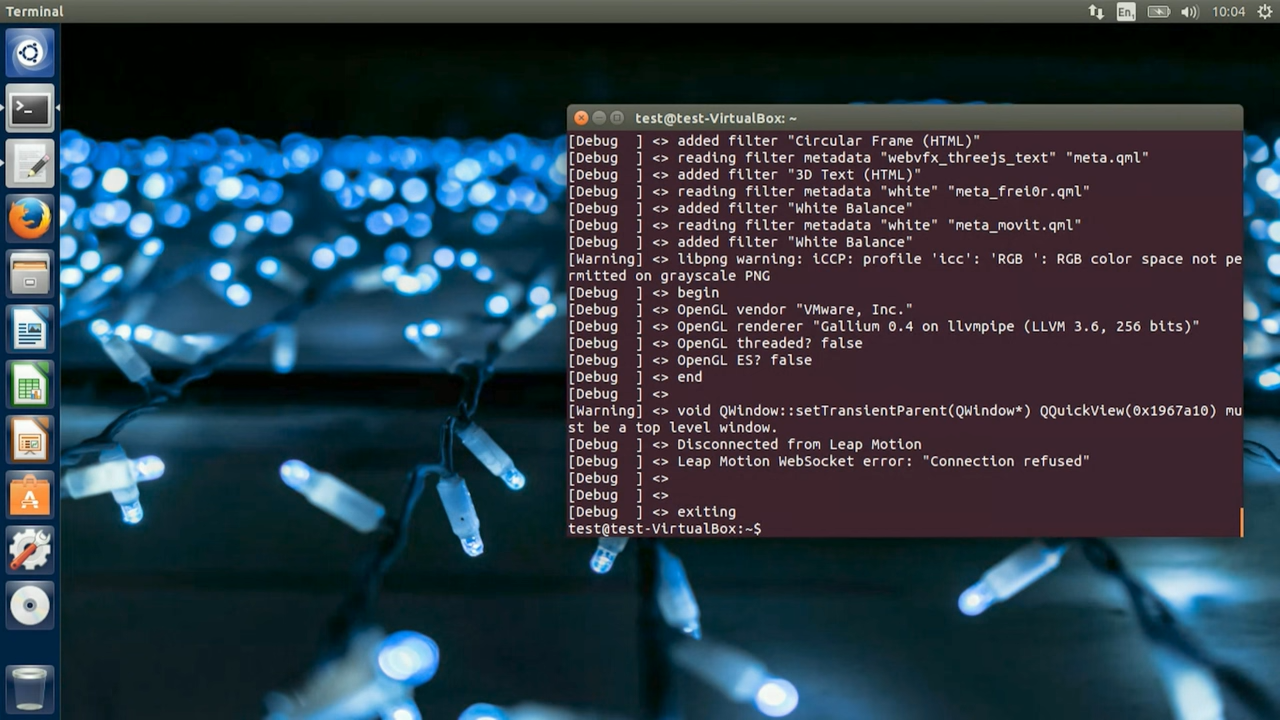 Terminal
En
10:04
test@test-VirtualBox: ~
[Debug  ] <> added filter "Circular Frame (HTML)"
[Debug  ] <> reading filter metadata "webvfx_threejs_text" "meta.qml"
[Debug  ] <> added filter "3D Text (HTML)"
[Debug  ] <> reading filter metadata "white" "meta_frei0r.qml"
[Debug  ] <> added filter "White Balance"
[Debug  ] <> reading filter metadata "white" "meta_movit.qml"
[Debug  ] <> added filter "White Balance"
[Warning] <> libpng warning: iCCP: profile 'icc': 'RGB ': RGB color space not pe
rmitted on grayscale PNG
[Debug  ] <> begin
[Debug  ] <> OpenGL vendor "VMware, Inc."
[Debug  ] <> OpenGL renderer "Gallium 0.4 on llvmpipe (LLVM 3.6, 256 bits)"
[Debug  ] <> OpenGL threaded? false
[Debug  ] <> OpenGL ES? false
[Debug  ] <> end
[Debug  ] <>
[Warning] <> void QWindow::setTransientParent(QWindow*) QQuickView(0x1967a10) mu
st be a top level window.
[Debug  ] <> Disconnected from Leap Motion
[Debug  ] <> Leap Motion WebSocket error: "Connection refused"
[Debug  ] <>
[Debug  ] <>
[Debug  ] <> exiting
test@test-VirtualBox:~$